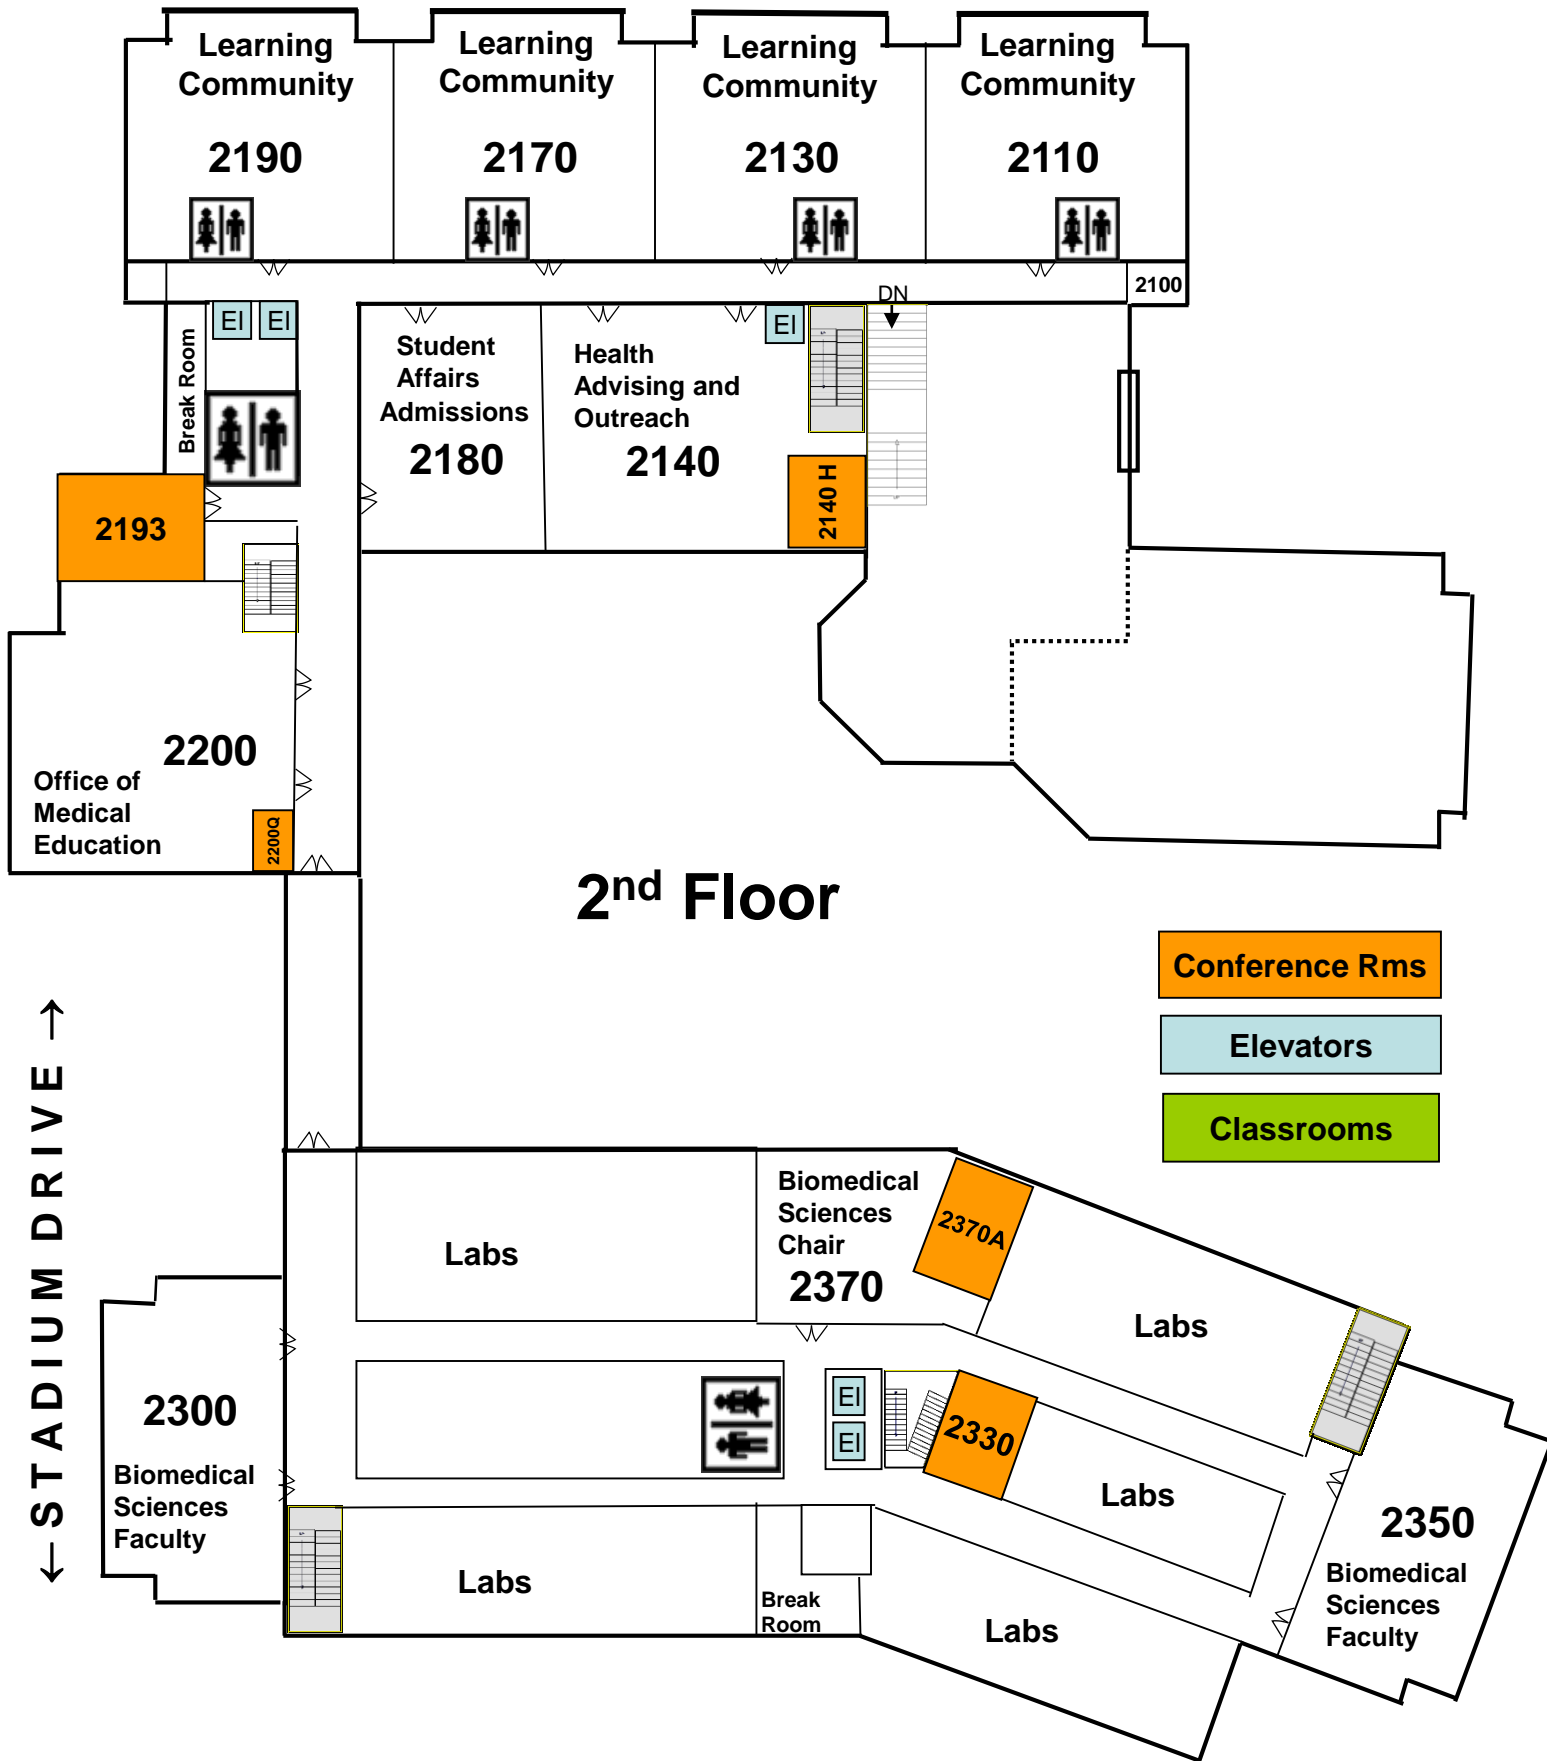 Learning
Community
2190
Learning
Community
2170
Learning
Community
2130
Learning
Community
2110
2100
DN
El
El
El
Break Room
Student
Affairs
Admissions
2180
Health
Advising and
Outreach
2140
2140 H
2193
2200
Office of
Medical
Education
2200Q
2nd Floor
Conference Rms
Elevators
Classrooms
←STADIUM DRIVE→
Labs
Biomedical
Sciences
Chair
2370
2370A
Labs
2300
Biomedical
Sciences
Faculty
El
El
2330
Labs
2350
Biomedical
Sciences
Faculty
Labs
Break
Room
Labs